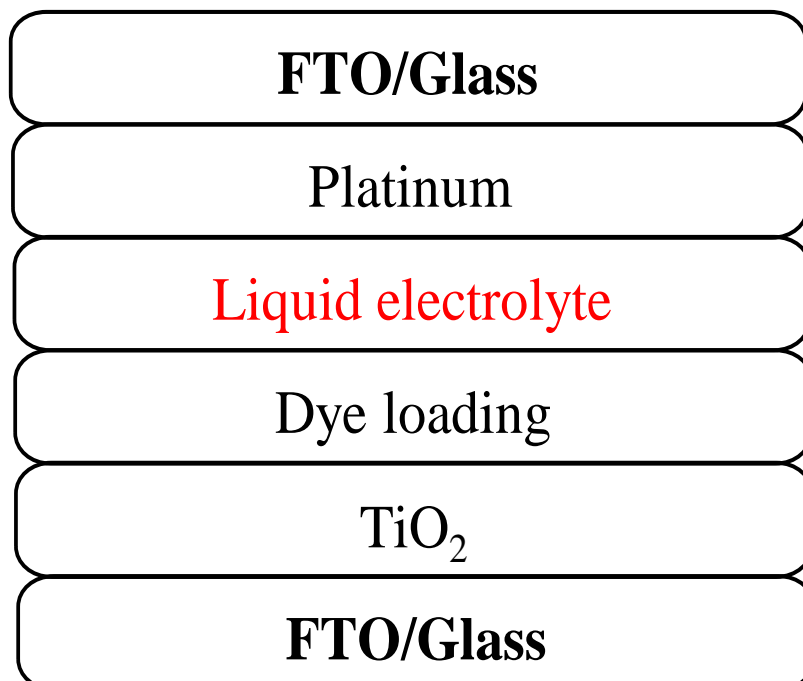 FTO/Glass
Platinum
Liquid electrolyte
Dye loading
TiO₂
FTO/Glass